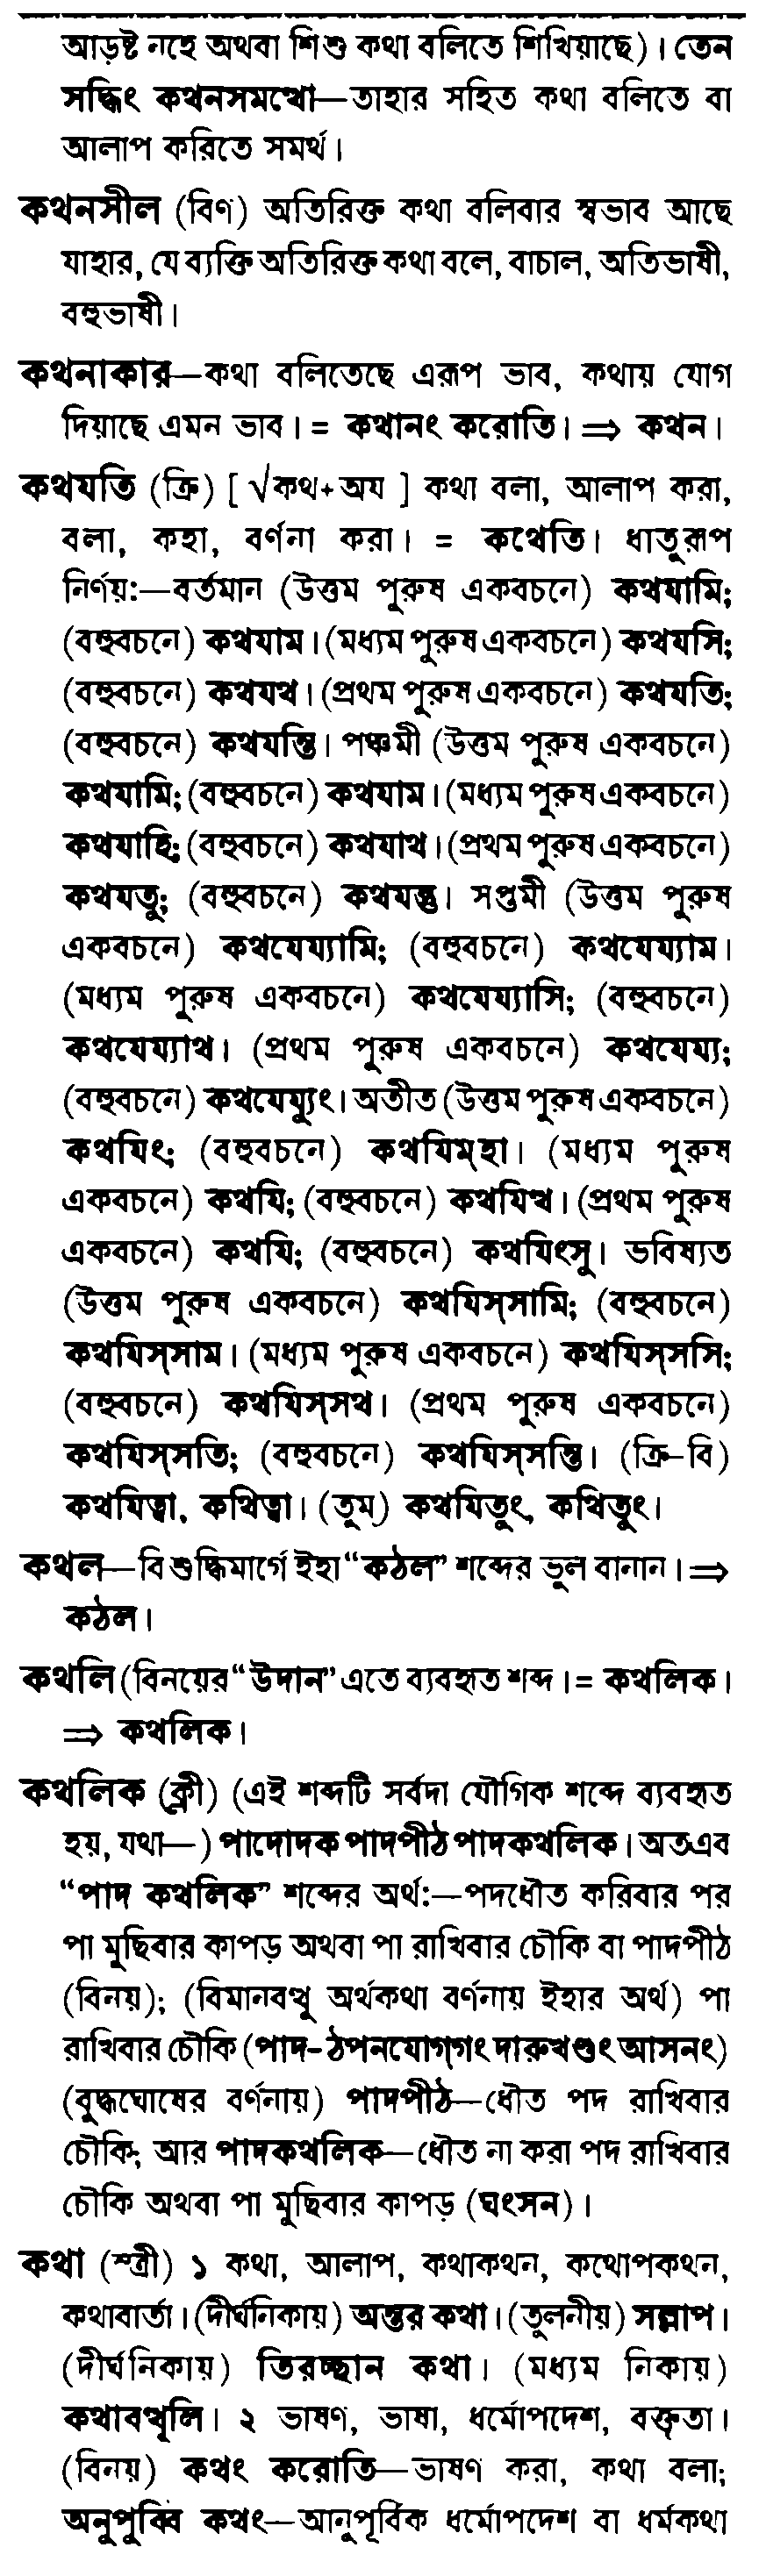 আড়ষ্ট নহে অথবা শিশু কথা বলিতে শিখিয়াছে)। তেন
সদ্ধিং কথনসমত্থো—তাহার সহিত কথা বলিতে বা
আলাপ করিতে সমর্থ।
কথনসীল (বিণ) অতিরিক্ত কথা বলিবার স্বভাব আছে
যাহার, যে ব্যক্তি অতিরিক্ত কথা বলে, বাচাল, অতিভাষী,
বহুভাষী।
কথনাকার—কথা বলিতেছে এরূপ ভাব, কথায় যোগ
দিয়াছে এমন ভাব। = কথানং করোতি। ⇒ কথন।
কথযতি (ক্রি) [ √কথ+অয ] কথা বলা, আলাপ করা,
বলা, কহা, বর্ণনা করা। = কথেতি। ধাতুরূপ
নির্ণয়:—বর্তমান (উত্তম পুরুষ একবচনে) কথযামি;
(বহুবচনে) কথযাম। (মধ্যম পুরুষ একবচনে) কথযসি;
(বহুবচনে) কথযথ। (প্রথম পুরুষ একবচনে) কথযতি;
(বহুবচনে) কথযন্তি। পঞ্চমী (উত্তম পুরুষ একবচনে)
কথযামি; (বহুবচনে) কথযাম। (মধ্যম পুরুষ একবচনে)
কথযাহি; (বহুবচনে) কথযাথ। (প্রথম পুরুষ একবচনে)
কথযতু; (বহুবচনে) কথযন্তু। সপ্তমী (উত্তম পুরুষ
একবচনে) কথযেয্যামি; (বহুবচনে) কথযেয্যাম।
(মধ্যম পুরুষ একবচনে) কথযেয্যাসি; (বহুবচনে)
কথযেয্যাথ। (প্রথম পুরুষ একবচনে) কথযেয্য;
(বহুবচনে) কথযেয্যুং। অতীত (উত্তম পুরুষ একবচনে)
কথযিং; (বহুবচনে) কথযিম্হা। (মধ্যম পুরুষ
একবচনে) কথযি; (বহুবচনে) কথযিত্থ। (প্রথম পুরুষ
একবচনে) কথযি; (বহুবচনে) কথযিংসু। ভবিষ্যত
(উত্তম পুরুষ একবচনে) কথযিস্সামি; (বহুবচনে)
কথযিস্সাম। (মধ্যম পুরুষ একবচনে) কথযিস্সসি;
(বহুবচনে) কথযিস্সথ। (প্রথম পুরুষ একবচনে)
কথযিস্সতি; (বহুবচনে) কথযিস্সন্তি। (ক্রি-বি)
কথযিত্বা, কথিত্বা। (তুম) কথযিতুং, কথিতুং।
কথল—বিশুদ্ধিমার্গে ইহা “কঠল” শব্দের ভুল বানান। ⇒
কঠল।
কথলি (বিনয়ের “উদান” এতে ব্যবহৃত শব্দ। = কথলিক।
⇒ কথলিক।
কথলিক (ক্লী) (এই শব্দটি সর্বদা যৌগিক শব্দে ব্যবহৃত
হয়, যথা—) পাদোদক পাদপীঠ পাদকথলিক। অতএব
“পাদ কথলিক” শব্দের অর্থ:—পদধৌত করিবার পর
পা মুছিবার কাপড় অথবা পা রাখিবার চৌকি বা পাদপীঠ
(বিনয়); (বিমানবত্থু অর্থকথা বর্ণনায় ইহার অর্থ) পা
রাখিবার চৌকি (পাদ-ঠপনযোগ্গং দারুখণ্ডং আসনং)
(বুদ্ধঘোষের বর্ণনায়) পাদপীঠ—ধৌত পদ রাখিবার
চৌকি; আর পাদকথলিক—ধৌত না করা পদ রাখিবার
চৌকি অথবা পা মুছিবার কাপড় (ঘংসন)।
কথা (স্ত্রী) ১ কথা, আলাপ, কথাকথন, কথোপকথন,
কথাবার্তা। (দীর্ঘনিকায়) অন্তর কথা। (তুলনীয়) সল্লাপ।
(দীর্ঘনিকায়) তিরচ্ছান কথা। (মধ্যম নিকায়)
কথাবত্থূলি। ২ ভাষণ, ভাষা, ধর্মোপদেশ, বক্তৃতা।
(বিনয়) কথং করোতি—ভাষণ করা, কথা বলা;
অনুপুব্বি কথং—আনুপূর্বিক ধর্মোপদেশ বা ধর্মকথা